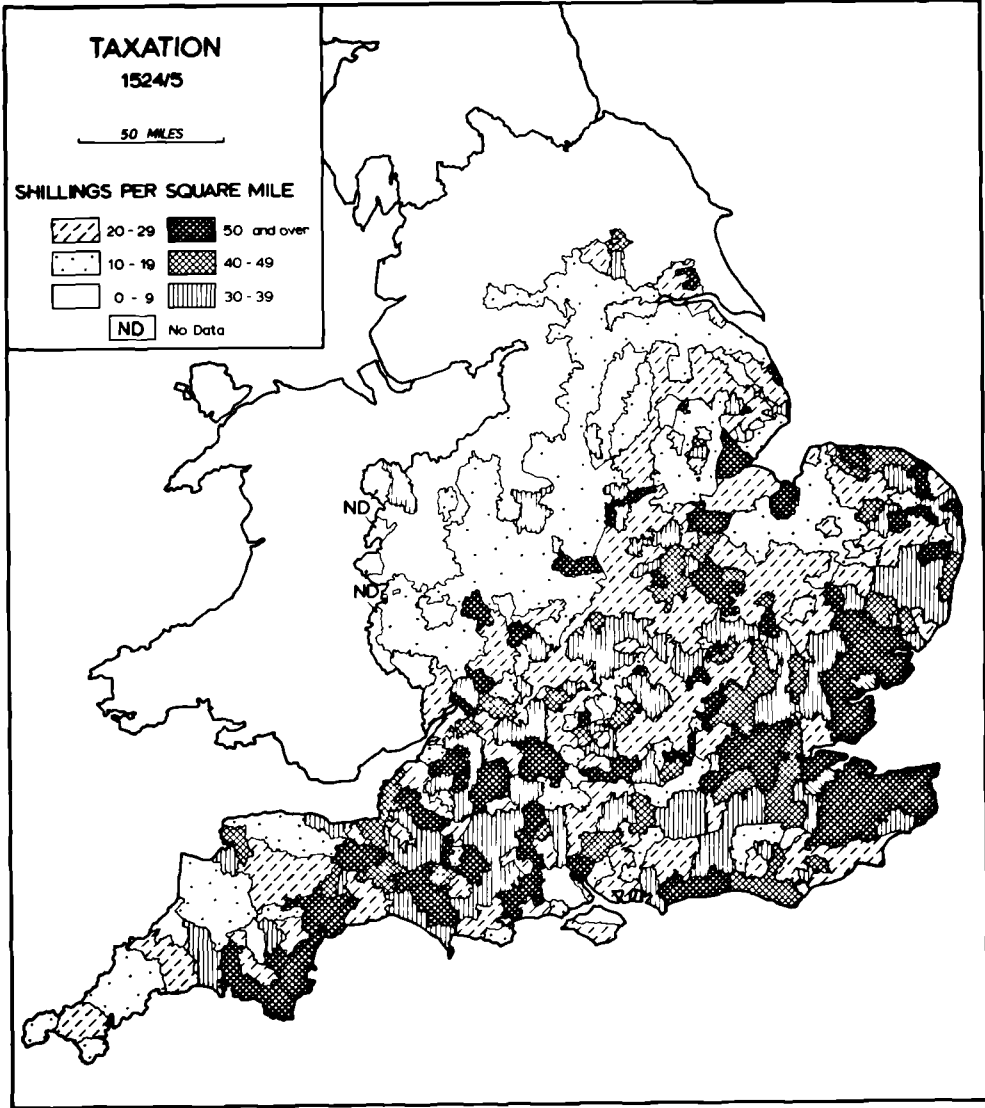 TAXATION
1524/5
50 MILES
SHILLINGS PER SQUARE MILE
20 - 29
50 and over
10 - 19
40 - 49
0 - 9
30 - 39
ND
No Data
ND
ND